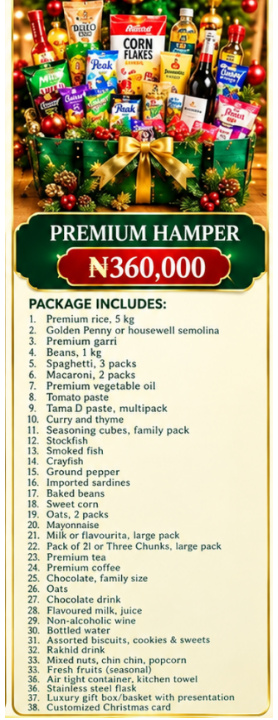 Peak
CORN
FLAKES
Peak
PREMIUM HAMPER
₦360,000
PACKAGE INCLUDES:
1. Premium rice, 5 kg
2. Golden Penny or housewell semolina
3. Premium garri
4. Beans, 1 kg
5. Spaghetti, 3 packs
6. Macaroni, 2 packs
7. Premium vegetable oil
8. Tomato paste
9. Tama D paste, multipack
10. Curry and thyme
11. Seasoning cubes, family pack
12. Stockfish
13. Smoked fish
14. Crayfish
15. Ground pepper
16. Imported sardines
17. Baked beans
18. Sweet corn
19. Oats, 2 packs
20. Mayonnaise
21. Milk or flavourita, large pack
22. Pack of 2l or Three Chunks, large pack
23. Premium tea
24. Premium coffee
25. Chocolate, family size
26. Oats
27. Chocolate drink
28. Flavoured milk, juice
29. Non-alcoholic wine
30. Bottled water
31. Assorted biscuits, cookies & sweets
32. Rakhld drink
33. Mixed nuts, chin chin, popcorn
33. Fresh fruits (seasonal)
36. Air tight container, kitchen towel
36. Stainless steel flask
37. Luxury gift box/basket with presentation
38. Customized Christmas card